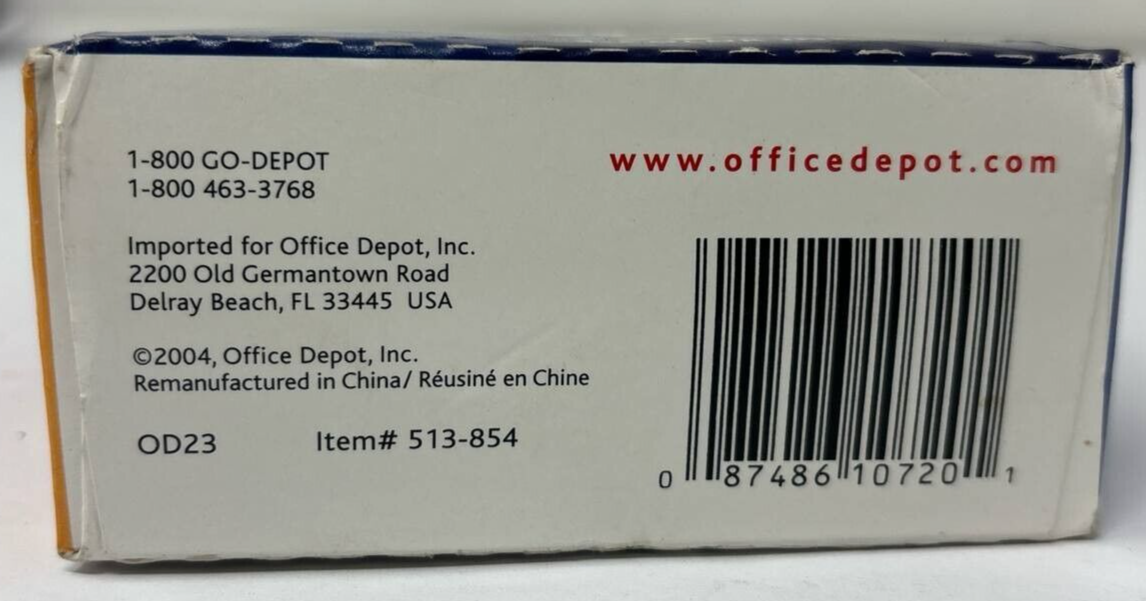 1-800 GO-DEPOT
1-800 463-3768
www.officedepot.com
Imported for Office Depot, Inc.
2200 Old Germantown Road
Delray Beach, FL 33445 USA
©2004, Office Depot, Inc.
Remanufactured in China/ Réusiné en Chine
OD23 Item# 513-854
0 87486 10720 1